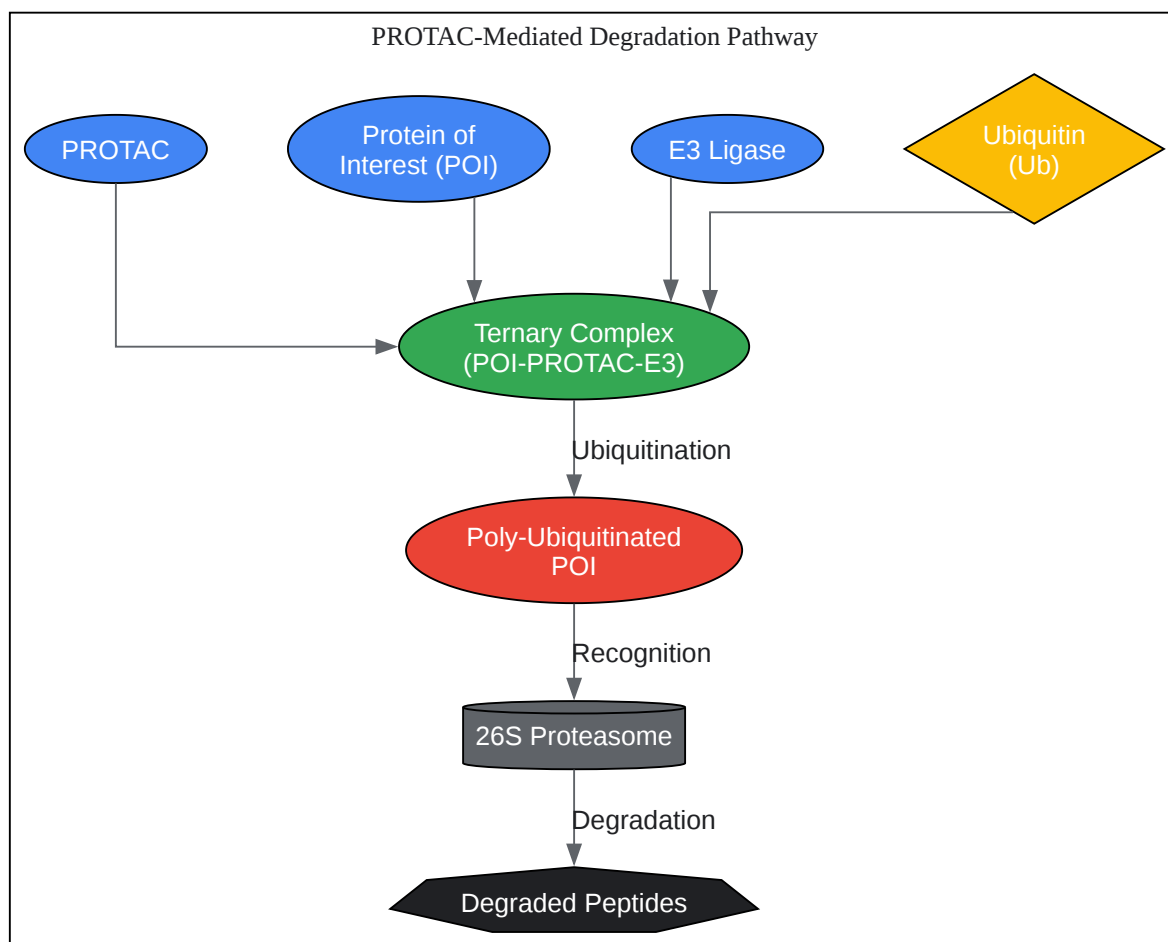 PROTAC-Mediated Degradation Pathway
PROTAC
Protein of
Interest (POI)
E3 Ligase
Ubiquitin
(Ub)
Ternary Complex
(POI-PROTAC-E3)
Ubiquitination
Poly-Ubiquitinated
POI
Recognition
26S Proteasome
Degradation
Degraded Peptides